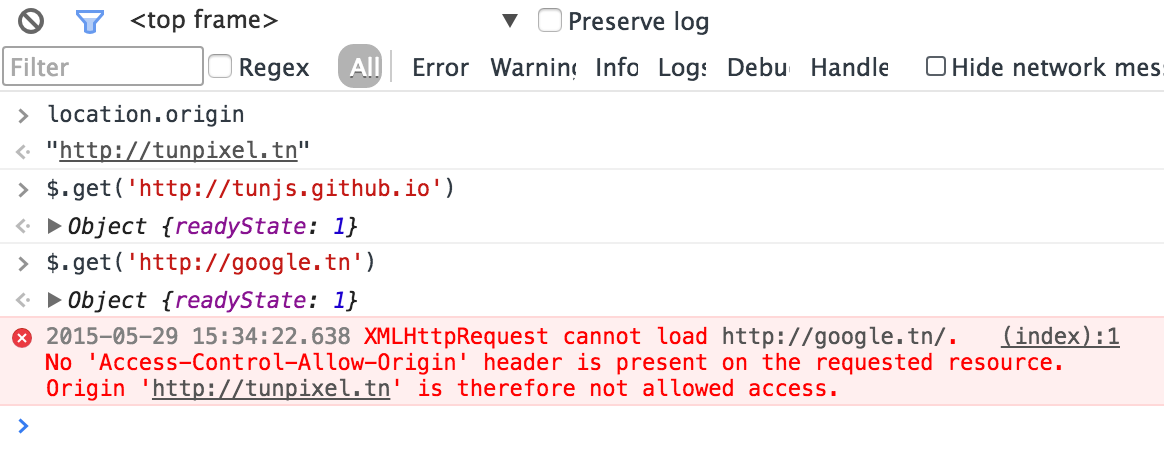 <top frame> ▼ Preserve log
Filter Regex All Error Warning Info Logs Debu Handle Hide network mes
> location.origin
<· "http://tunpixel.tn"
> $.get('http://tunjs.github.io')
<· ▶Object {readyState: 1}
> $.get('http://google.tn')
<· ▶Object {readyState: 1}
2015-05-29 15:34:22.638 XMLHttpRequest cannot load http://google.tn/. (index):1
No 'Access-Control-Allow-Origin' header is present on the requested resource.
Origin 'http://tunpixel.tn' is therefore not allowed access.
>